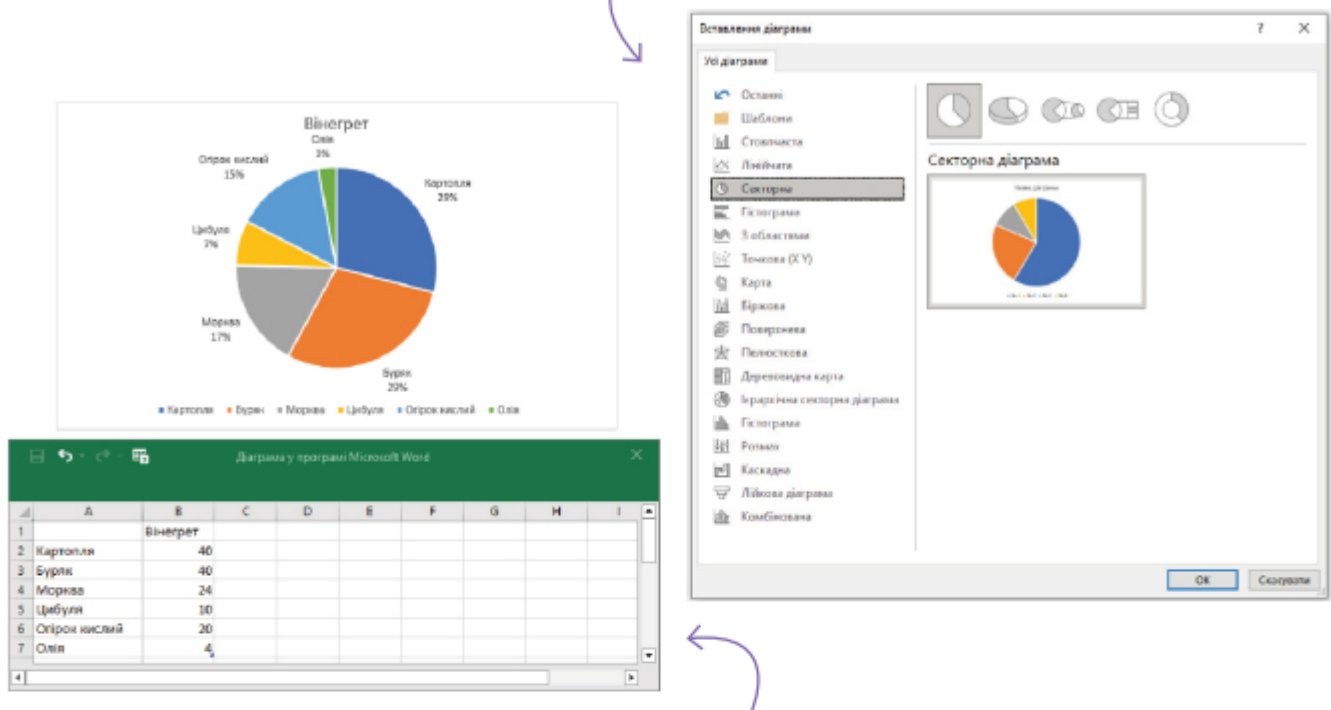 Вінегрет
Олія
3%
Огірок кислий
15%
Картопля
29%
Цибуля
7%
Морква
17%
Буряк
29%
Картопля Буряк Морква Цибуля Огірок кислий Олія
Діаграма у програмі Microsoft Word
A B C D E F G H I
1 Вінегрет
2 Картопля 40
3 Буряк 40
4 Морква 24
5 Цибуля 10
6 Огірок кислий 20
7 Олія 4
Вставлення діаграми ?
Усі діаграми
Останні
Шаблони
Стовпчаста
Лінійчата
Секторна
Гістограма
З областями
Точкова (X Y)
Карта
Біржова
Поверхнева
Пелюсткова
Деревовидна карта
Ієрархічна секторна діаграма
Гістограма
Розмах
Каскадна
Лійкова діаграма
Комбінована
Секторна діаграма
Назва діаграми
OK Скасувати